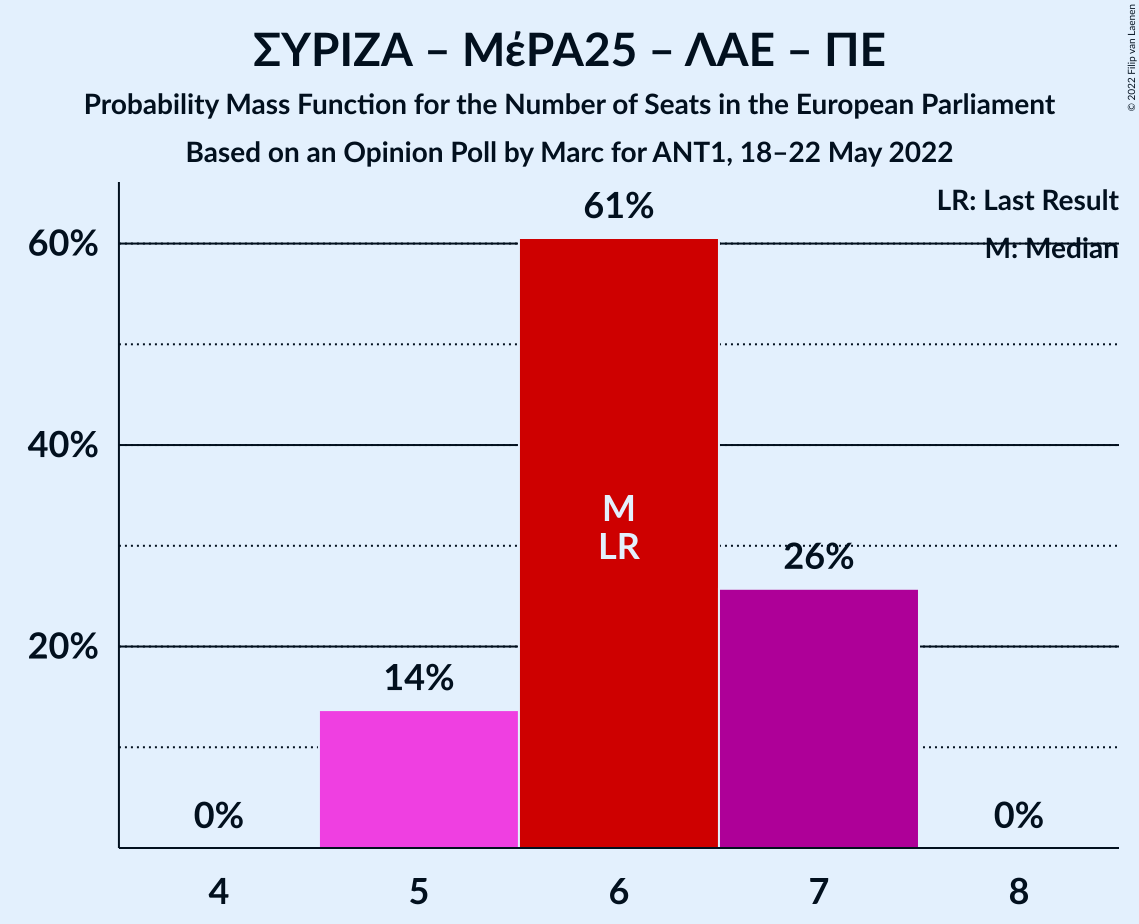 ΣΥΡΙΖΑ – ΜέΡΑ25 – ΛΑΕ – ΠΕ
Probability Mass Function for the Number of Seats in the European Parliament
Based on an Opinion Poll by Marc for ANT1, 18–22 May 2022
© 2022 Filip van Laenen
LR: Last Result
M: Median
61%
60%
40%
M
LR
26%
20%
14%
0%
0%
4
5
6
7
8